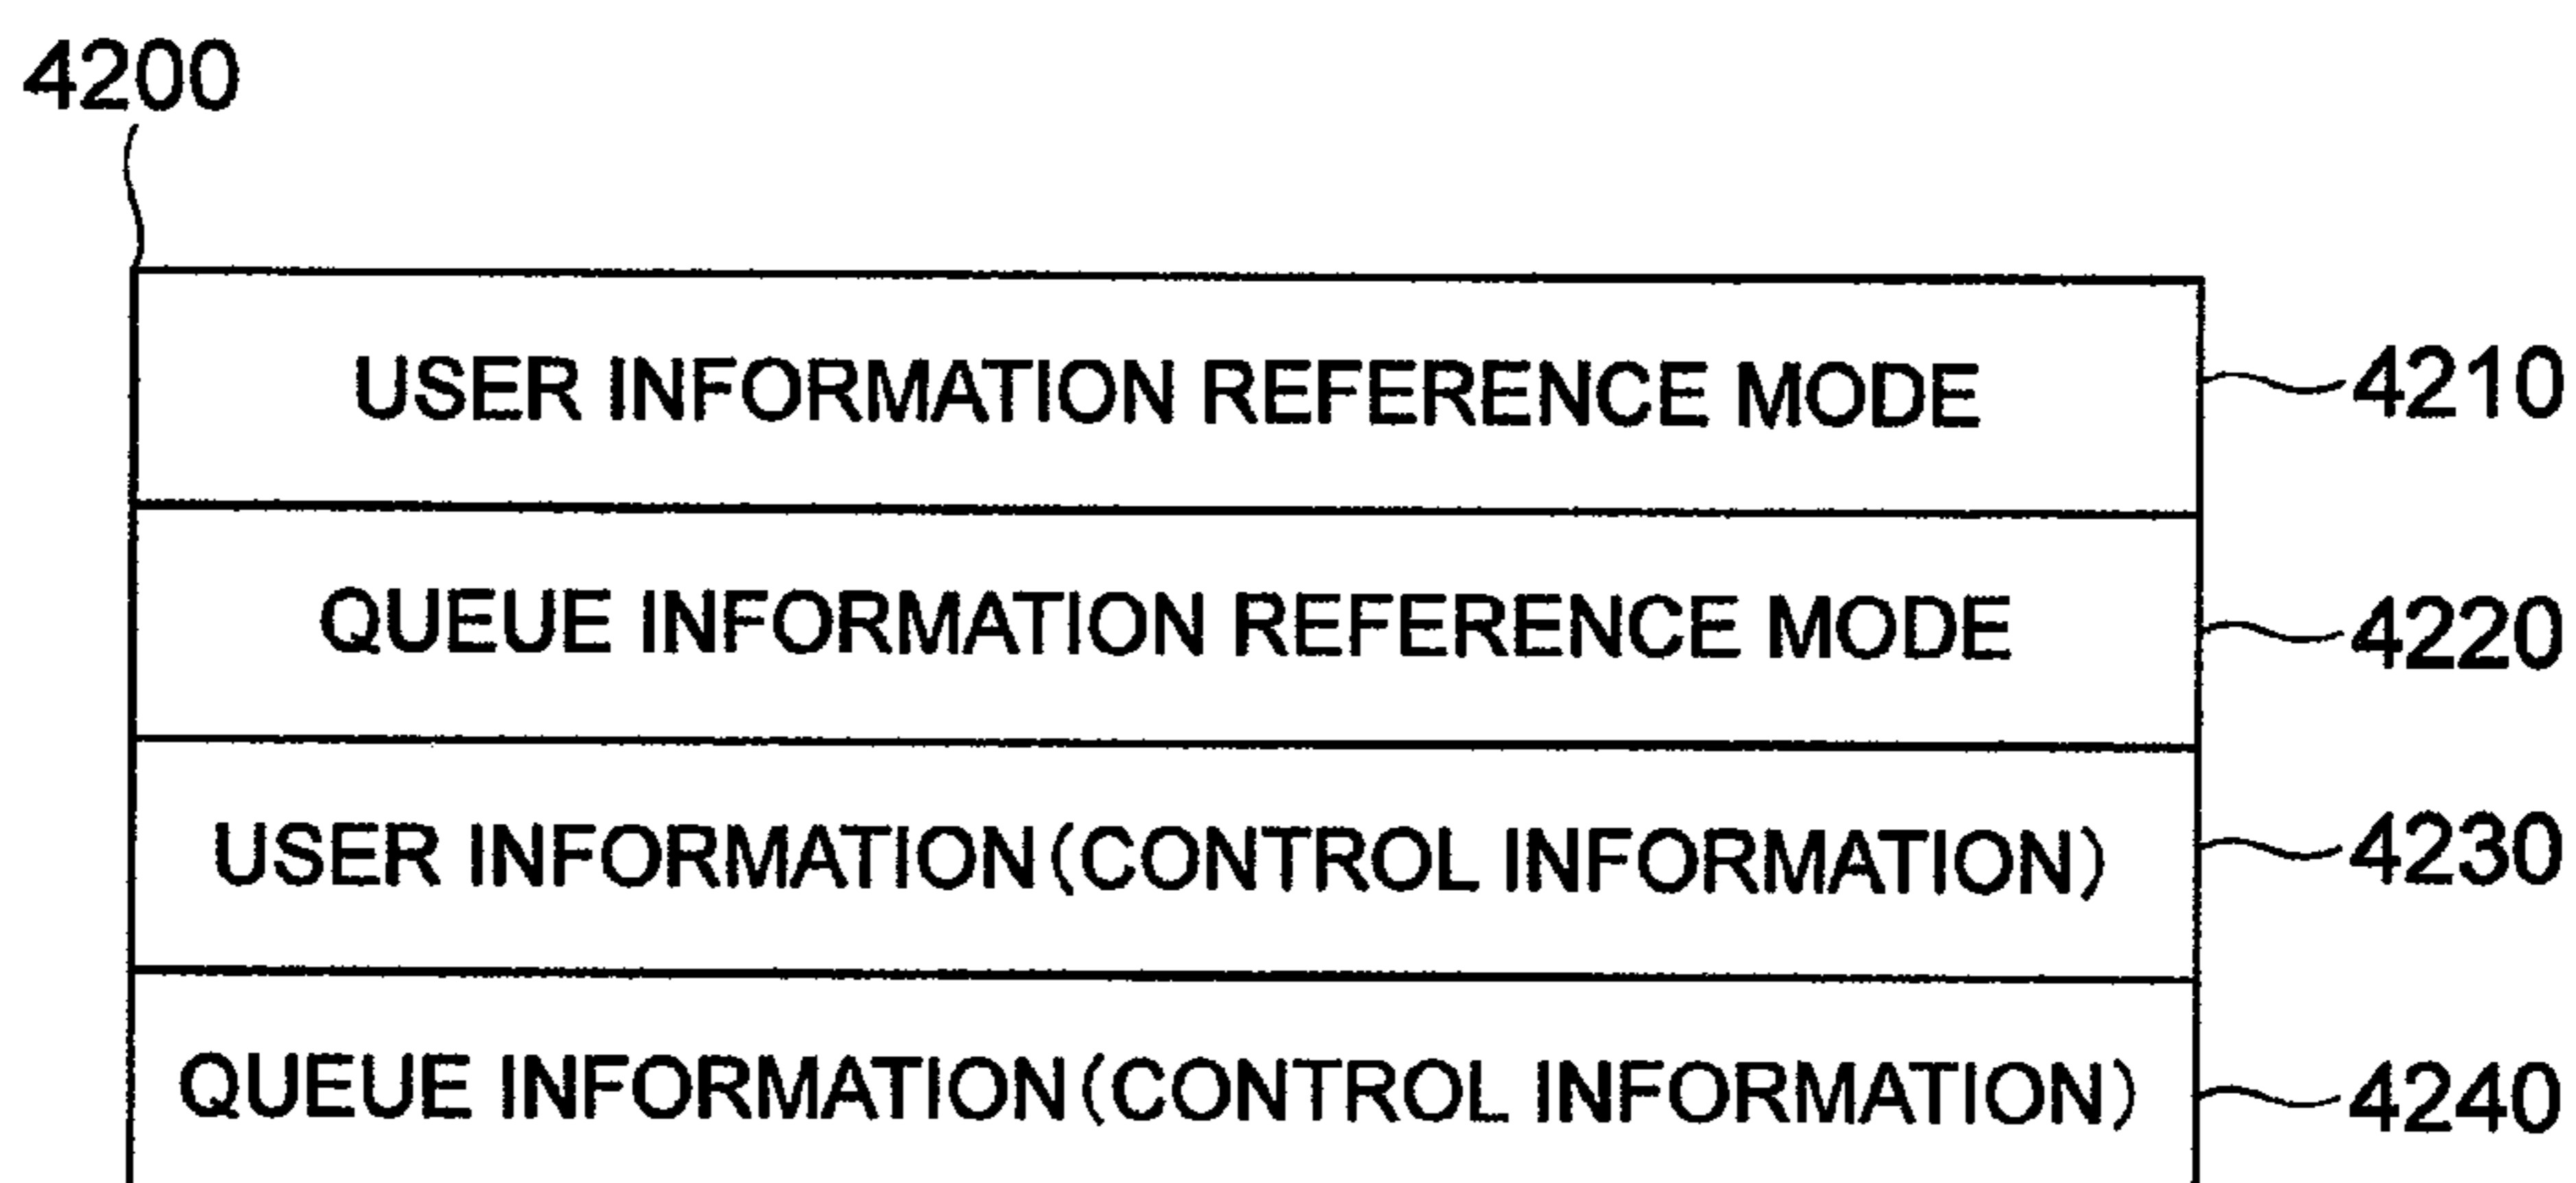 4200
USER INFORMATION REFERENCE MODE 4210
QUEUE INFORMATION REFERENCE MODE 4220
USER INFORMATION(CONTROL INFORMATION) 4230
QUEUE INFORMATION(CONTROL INFORMATION) 4240